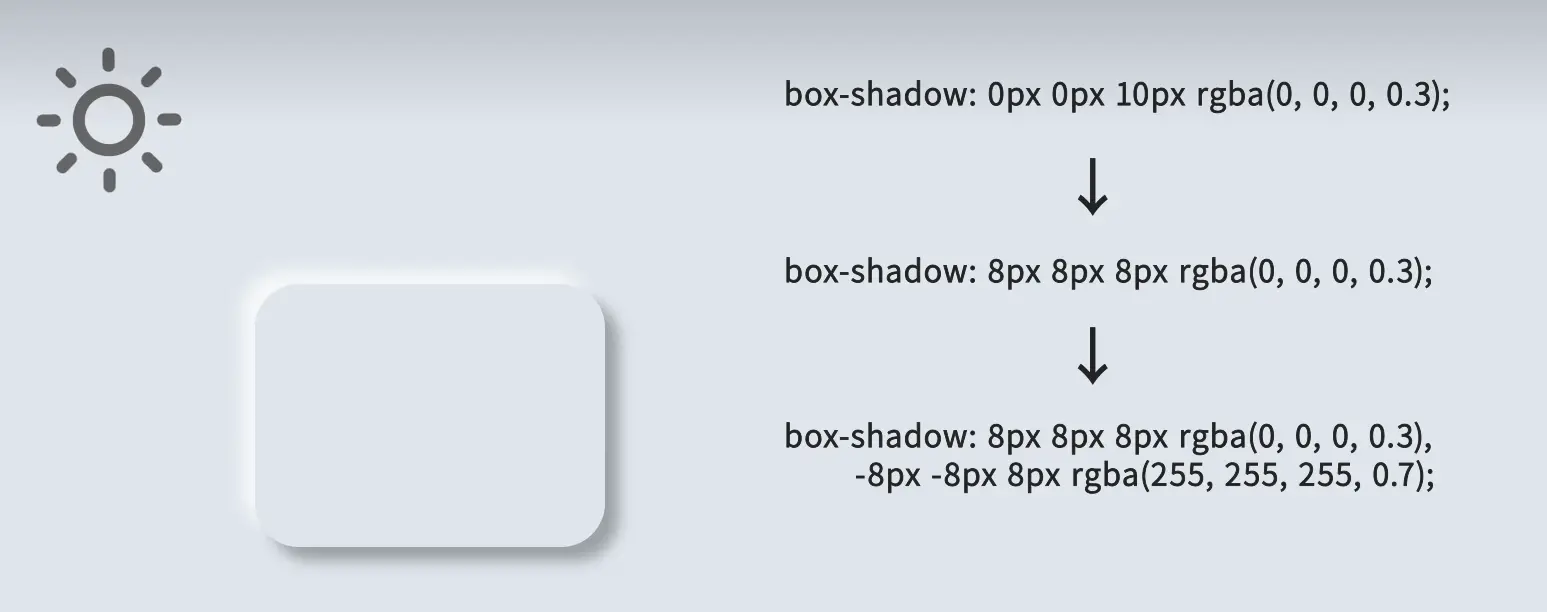 box-shadow: 0px 0px 10px rgba(0, 0, 0, 0.3);
↓
box-shadow: 8px 8px 8px rgba(0, 0, 0, 0.3);
↓
box-shadow: 8px 8px 8px rgba(0, 0, 0, 0.3),
-8px -8px 8px rgba(255, 255, 255, 0.7);